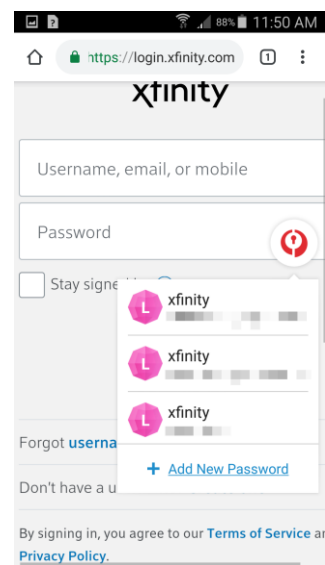 88% 11:50 AM
https://login.xfinity.com 1
xfinity
Username, email, or mobile
Password
Stay signe
L xfinity
L xfinity
L xfinity
Forgot userna
+ Add New Password
Don't have a u
By signing in, you agree to our Terms of Service ar
Privacy Policy.